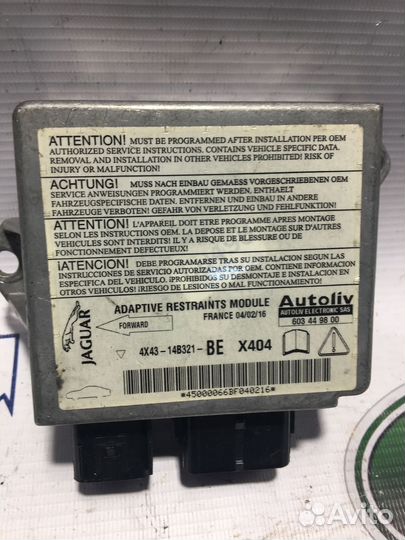 ATTENTION! MUST BE PROGRAMMED AFTER INSTALLATION PER OEM
AUTHORIZED SERVICE INSTRUCTIONS. CONTAINS VEHICLE SPECIFIC DATA.
REMOVAL AND INSTALLATION IN OTHER VEHICLES PROHIBITED! RISK OF
INJURY OR MALFUNCTION!
ACHTUNG! MUSS NACH EINBAU GEMAESS VORGESCHRIEBENEN OEM
SERVICE ANWEISUNGEN PROGRAMMIERT WERDEN. ENTHAELT
FAHRZEUGSPEZIFISCHE DATEN. ENTFERNEN UND EINBAU IN ANDERE
FAHRZEUGE VERBOTEN! GEFAHR VON VERLETZUNG UND FEHLFUNKTION!
ATTENTION! L'APPAREIL DOIT ETRE PROGRAMME APRES MONTAGE
SELON LES INSTRUCTIONS OEM. LA DEPOSE ET LE MONTAGE SUR D'AUTRES
VEHICULES SONT INTERDITS! IL Y'A RISQUE DE BLESSURE OU DE
FONCTIONNEMENT DEFECTUEUX!
¡ATENCION! DEBE PROGRAMARSE TRAS SU INSTALACION SEGUN LAS
INSTRUCCIONES DE SERVICIO AUTORIZADAS POR OEM. CONTIENE DATOS
ESPECIFICA DEL VEHICULO. PROHIBIDOS SU DESMONTAJE E INSTALACION EN
OTROS VEHICULOS! ¡RIESGO DE LESIONES O MAL FUNCIONAMIENTO!
JAGUAR
ADAPTIVE RESTRAINTS MODULE
FRANCE 04/02/16
FORWARD
Autoliv
AUTOLIV ELECTRONIC SAS
603 44 98 00
4X43-14B321-BE X404
*45000066BF040216*
Avito